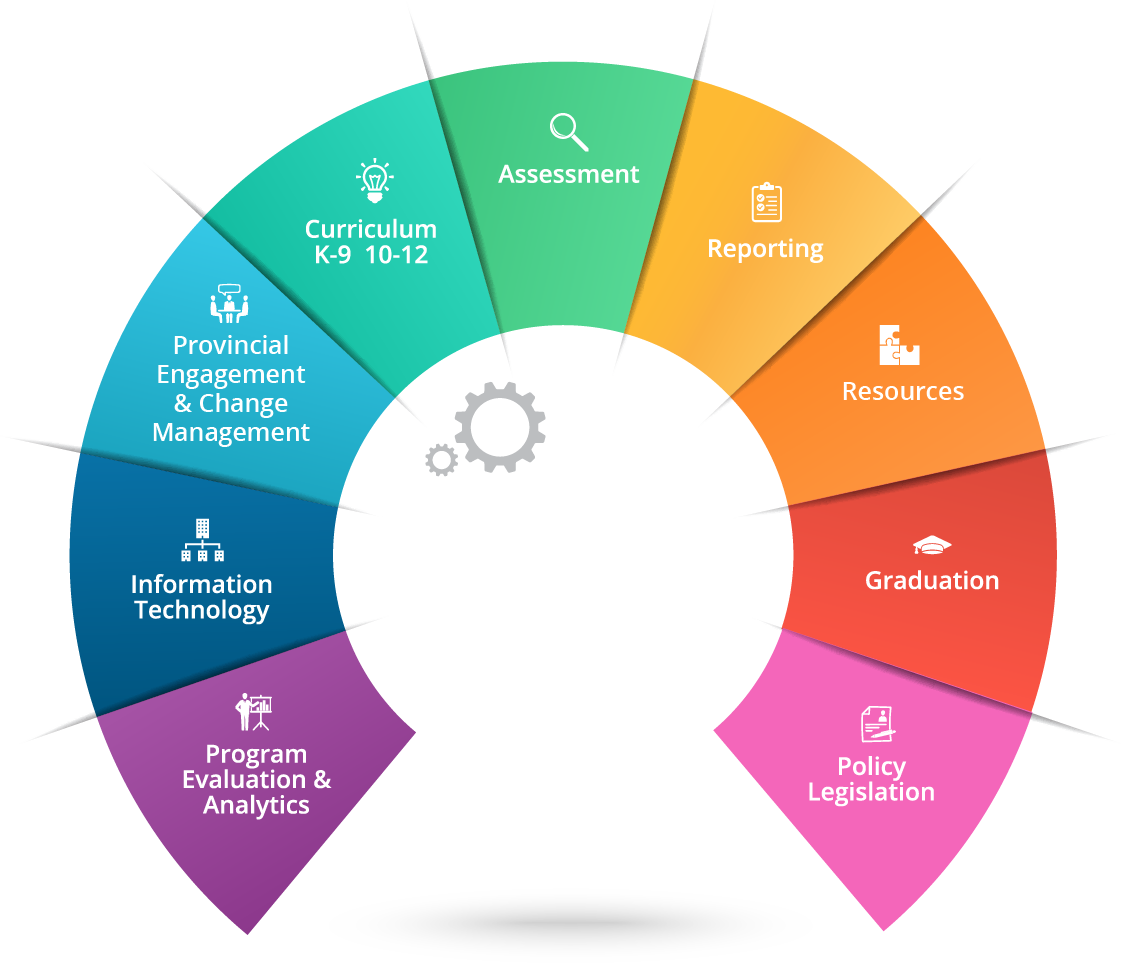 Assessment
Curriculum
K-9 10-12
Reporting
Provincial
Engagement
& Change
Management
Resources
Information
Technology
Graduation
Program
Evaluation &
Analytics
Policy
Legislation